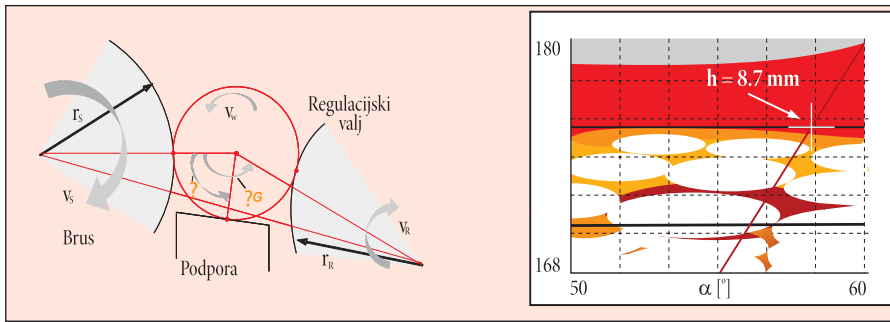 r_S
v_w
Regulacijski
valj
v_S
?
?G
v_R
Brus
Podpora
r_R
180
h = 8.7 mm
168
50
α [°]
60